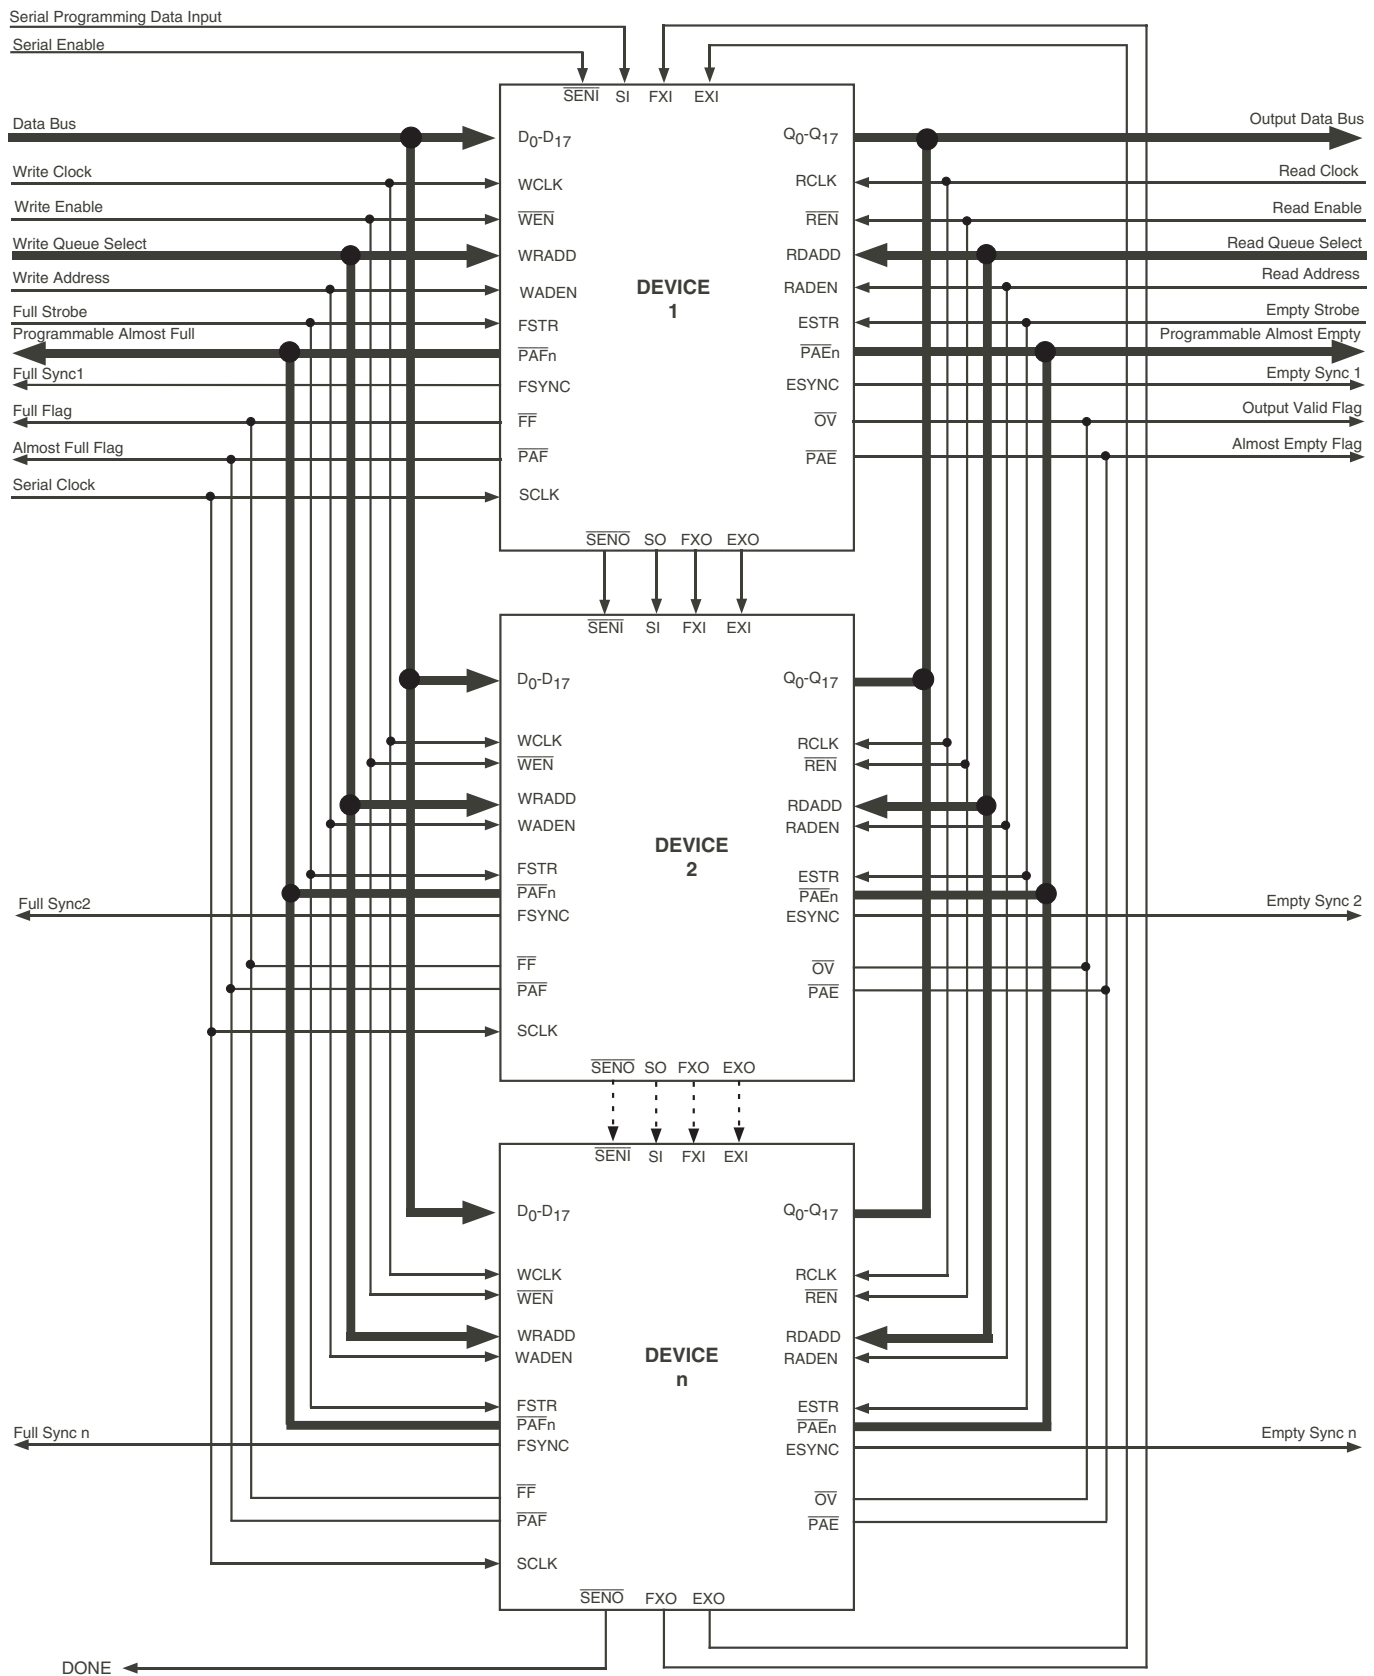 Serial Programming Data Input
Serial Enable
SENI SI FXI EXI
Data Bus D0-D17 Q0-Q17 Output Data Bus
Write Clock WCLK RCLK Read Clock
Write Enable WEN REN Read Enable
Write Queue Select WRADD RDADD Read Queue Select
Write Address WADEN RADEN Read Address
DEVICE
1
Full Strobe FSTR ESTR Empty Strobe
Programmable Almost Full PAFn PAEn Programmable Almost Empty
Full Sync1 FSYNC ESYNC Empty Sync 1
Full Flag FF OV Output Valid Flag
Almost Full Flag PAF PAE Almost Empty Flag
Serial Clock SCLK
SENO SO FXO EXO
SENI SI FXI EXI
D0-D17 Q0-Q17
WCLK RCLK
WEN REN
WRADD RDADD
WADEN RADEN
DEVICE
2
FSTR ESTR
PAFn PAEn
Full Sync2 FSYNC ESYNC Empty Sync 2
FF OV
PAF PAE
SCLK
SENO SO FXO EXO
SENI SI FXI EXI
D0-D17 Q0-Q17
WCLK RCLK
WEN REN
WRADD RDADD
WADEN RADEN
DEVICE
n
FSTR ESTR
PAFn PAEn
Full Sync n FSYNC ESYNC Empty Sync n
FF OV
PAF PAE
SCLK
SENO FXO EXO
DONE